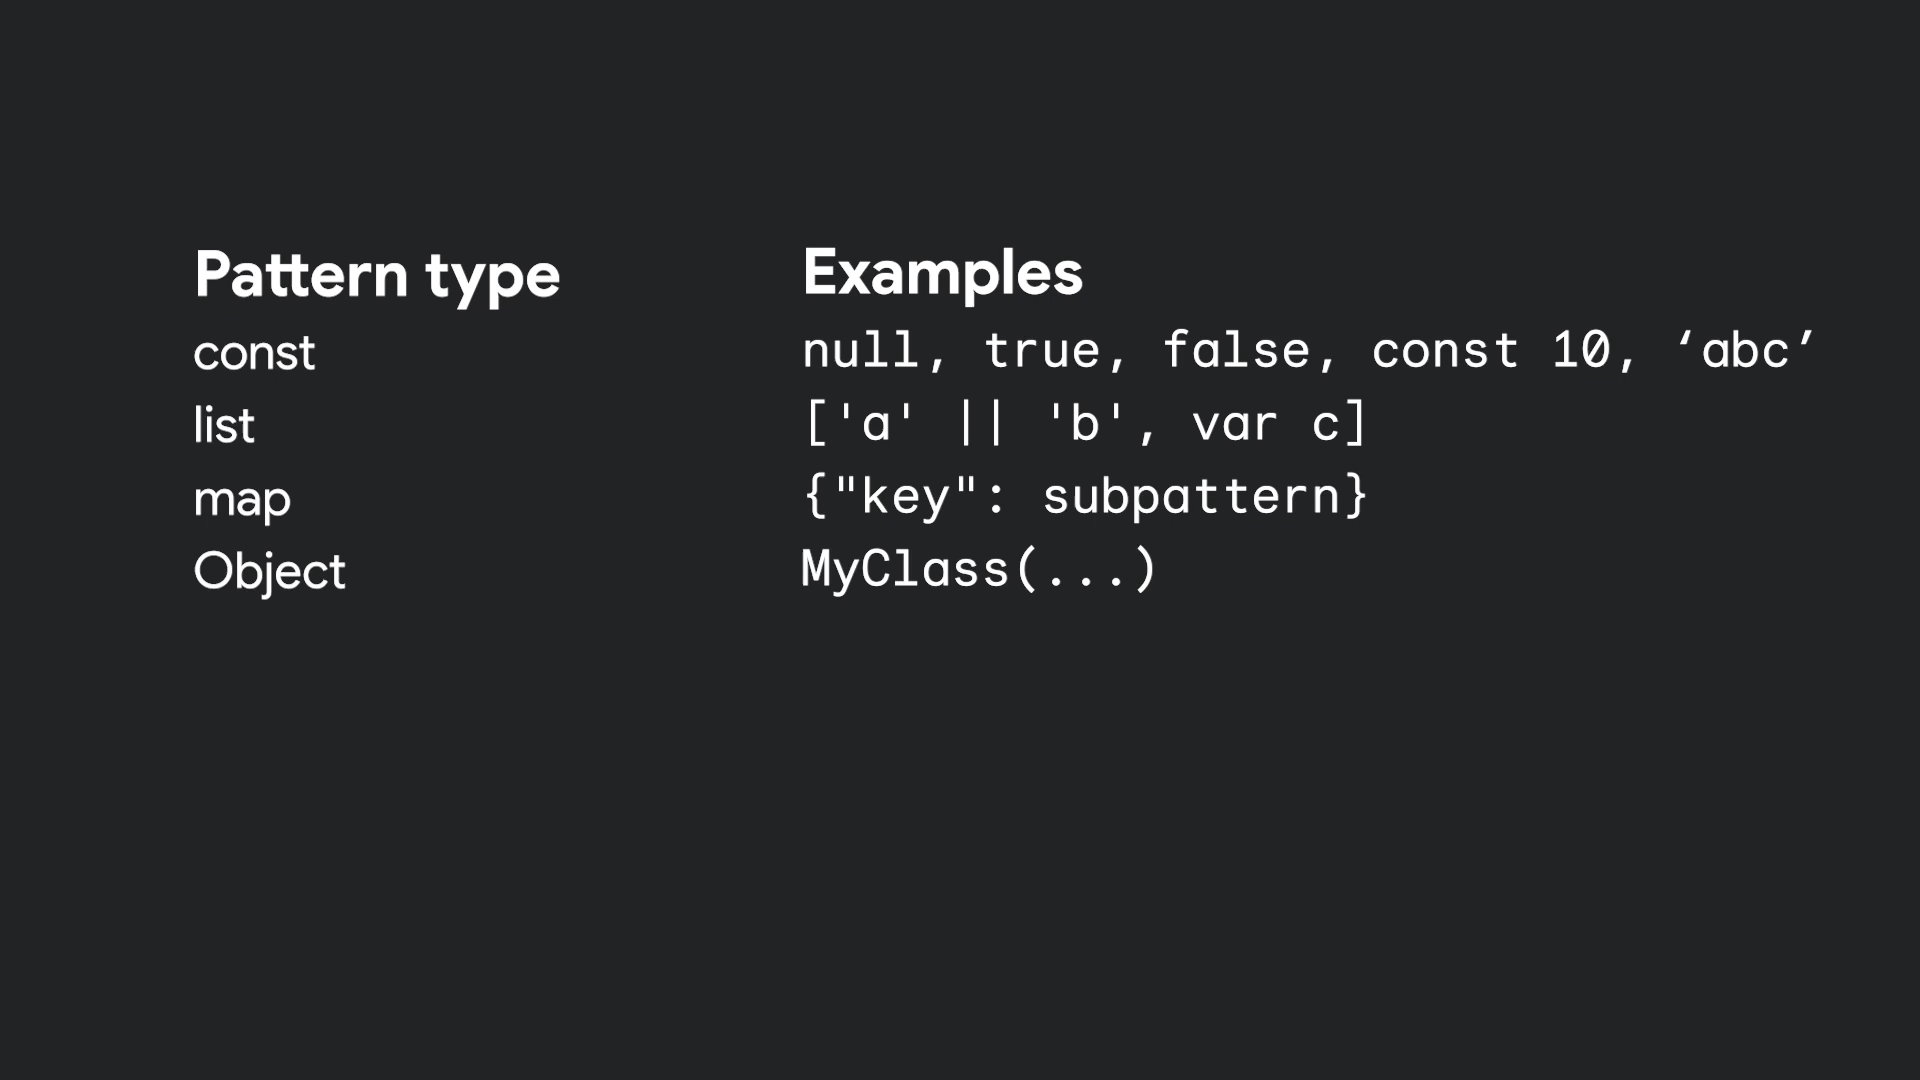 Pattern type Examples
const null, true, false, const 10, ‘abc’
list ['a' || 'b', var c]
map {"key": subpattern}
Object MyClass(...)